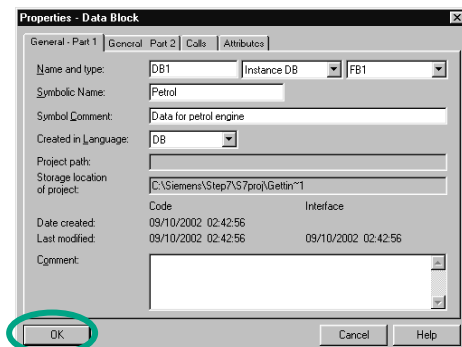 Properties - Data Block
General - Part 1 General Part 2 Calls Attributes
Name and type: DB1 Instance DB FB1
Symbolic Name: Petrol
Symbol Comment: Data for petrol engine
Created in Language: DB
Project path:
Storage location
of project: C:\Siemens\Step7\S7proj\Gettin~1
Code Interface
Date created: 09/10/2002 02:42:56
Last modified: 09/10/2002 02:42:56 09/10/2002 02:42:56
Comment:
OK Cancel Help